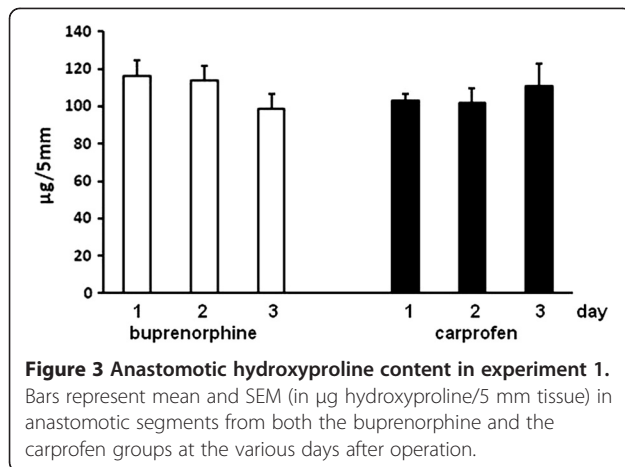 140
120
100
80
60
40
20
0
µg/5mm
1 2 3 1 2 3 day
buprenorphine carprofen
Figure 3 Anastomotic hydroxyproline content in experiment 1.
Bars represent mean and SEM (in µg hydroxyproline/5 mm tissue) in
anastomotic segments from both the buprenorphine and the
carprofen groups at the various days after operation.